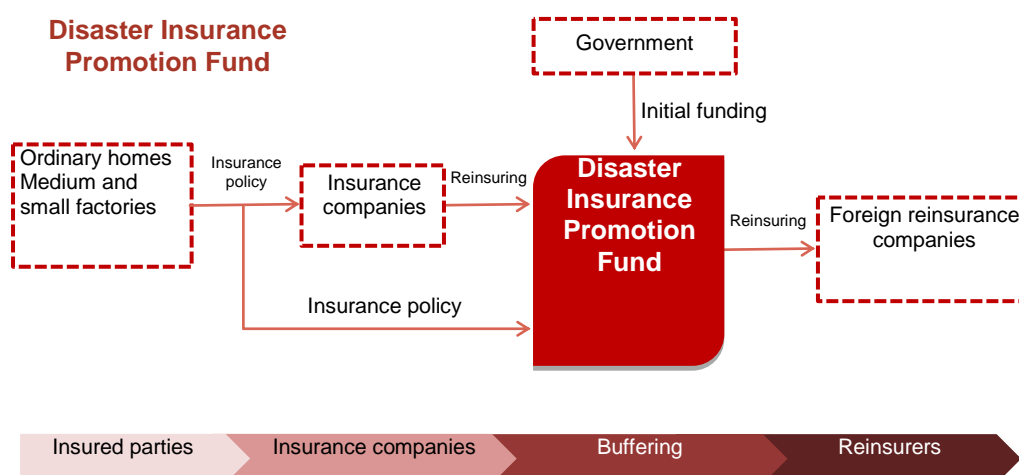 Disaster Insurance
Promotion Fund
Government
Initial funding
Ordinary homes
Medium and
small factories
Insurance
policy
Insurance
companies
Reinsuring
Disaster
Insurance
Promotion
Fund
Reinsuring
Foreign reinsurance
companies
Insurance policy
Insured parties
Insurance companies
Buffering
Reinsurers